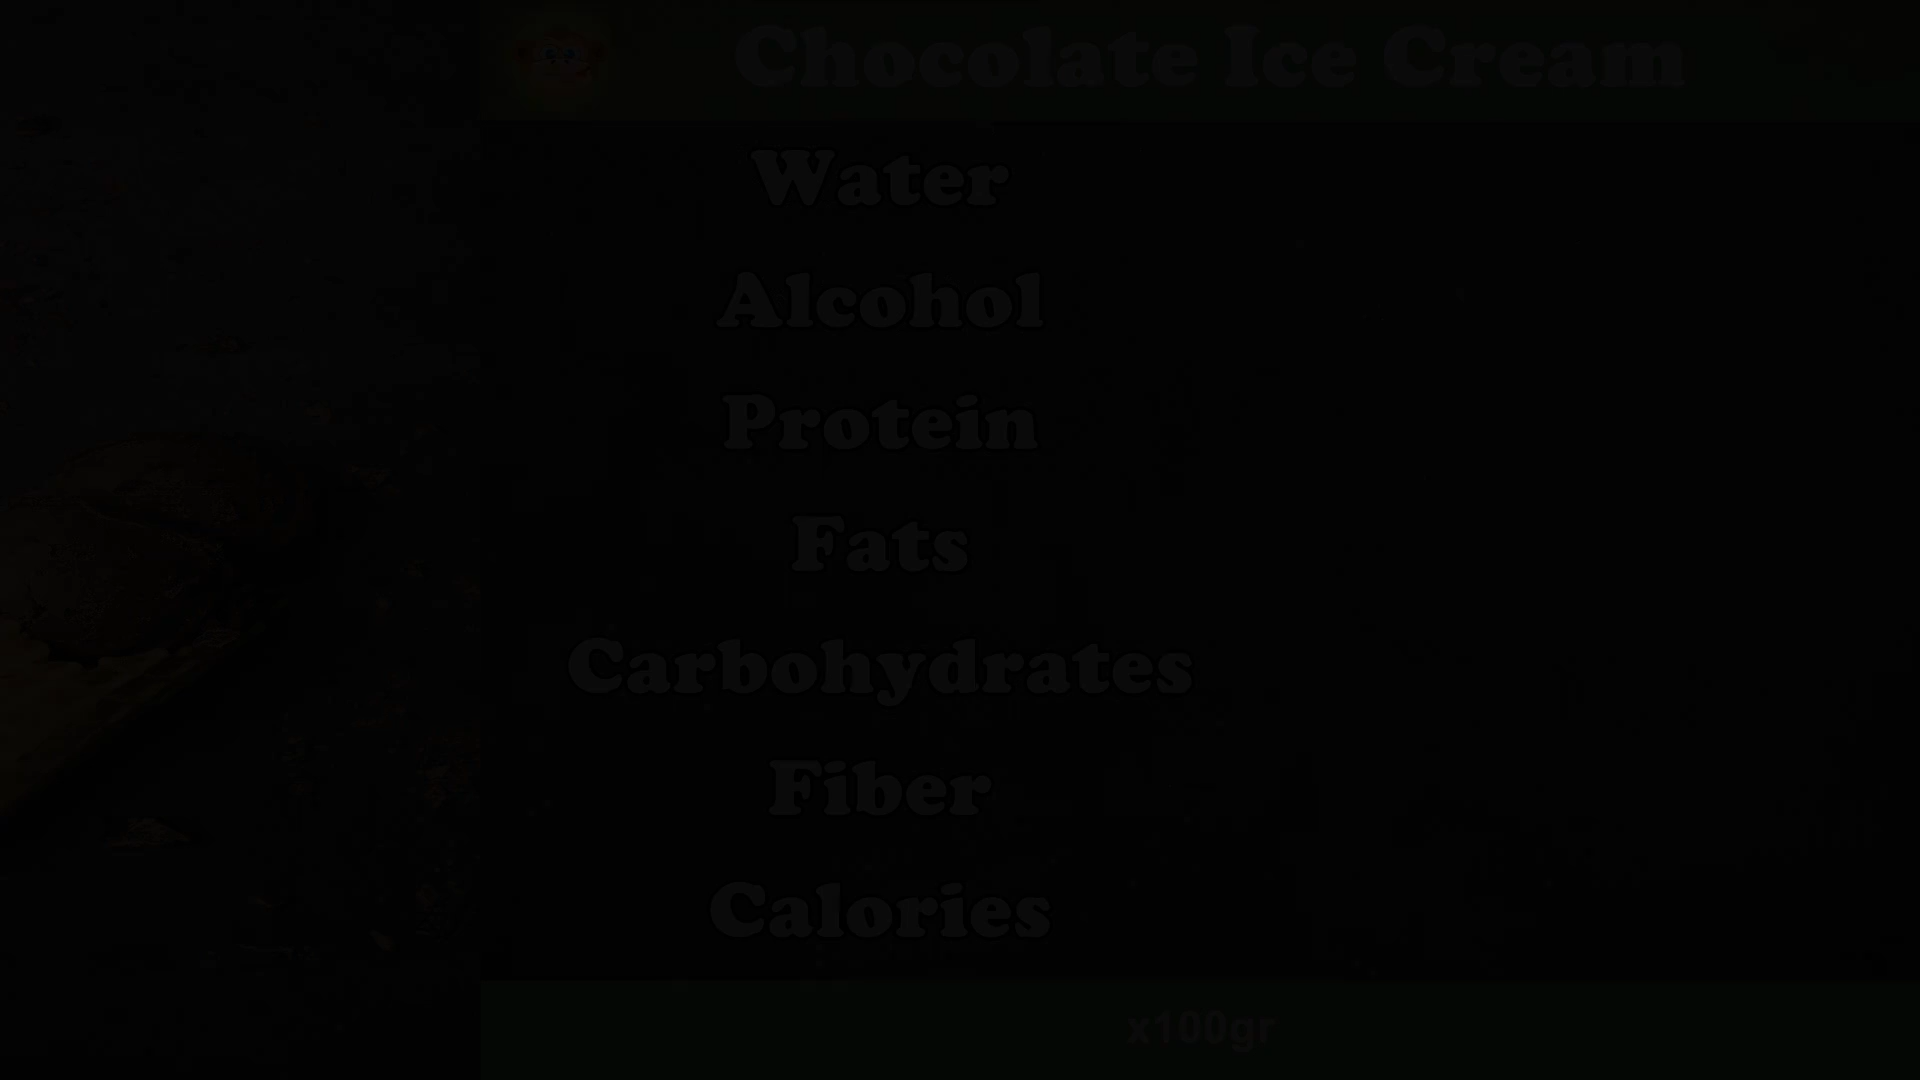 Chocolate Ice Cream
Water
Alcohol
Protein
Fats
Carbohydrates
Fiber
Calories
x100gr